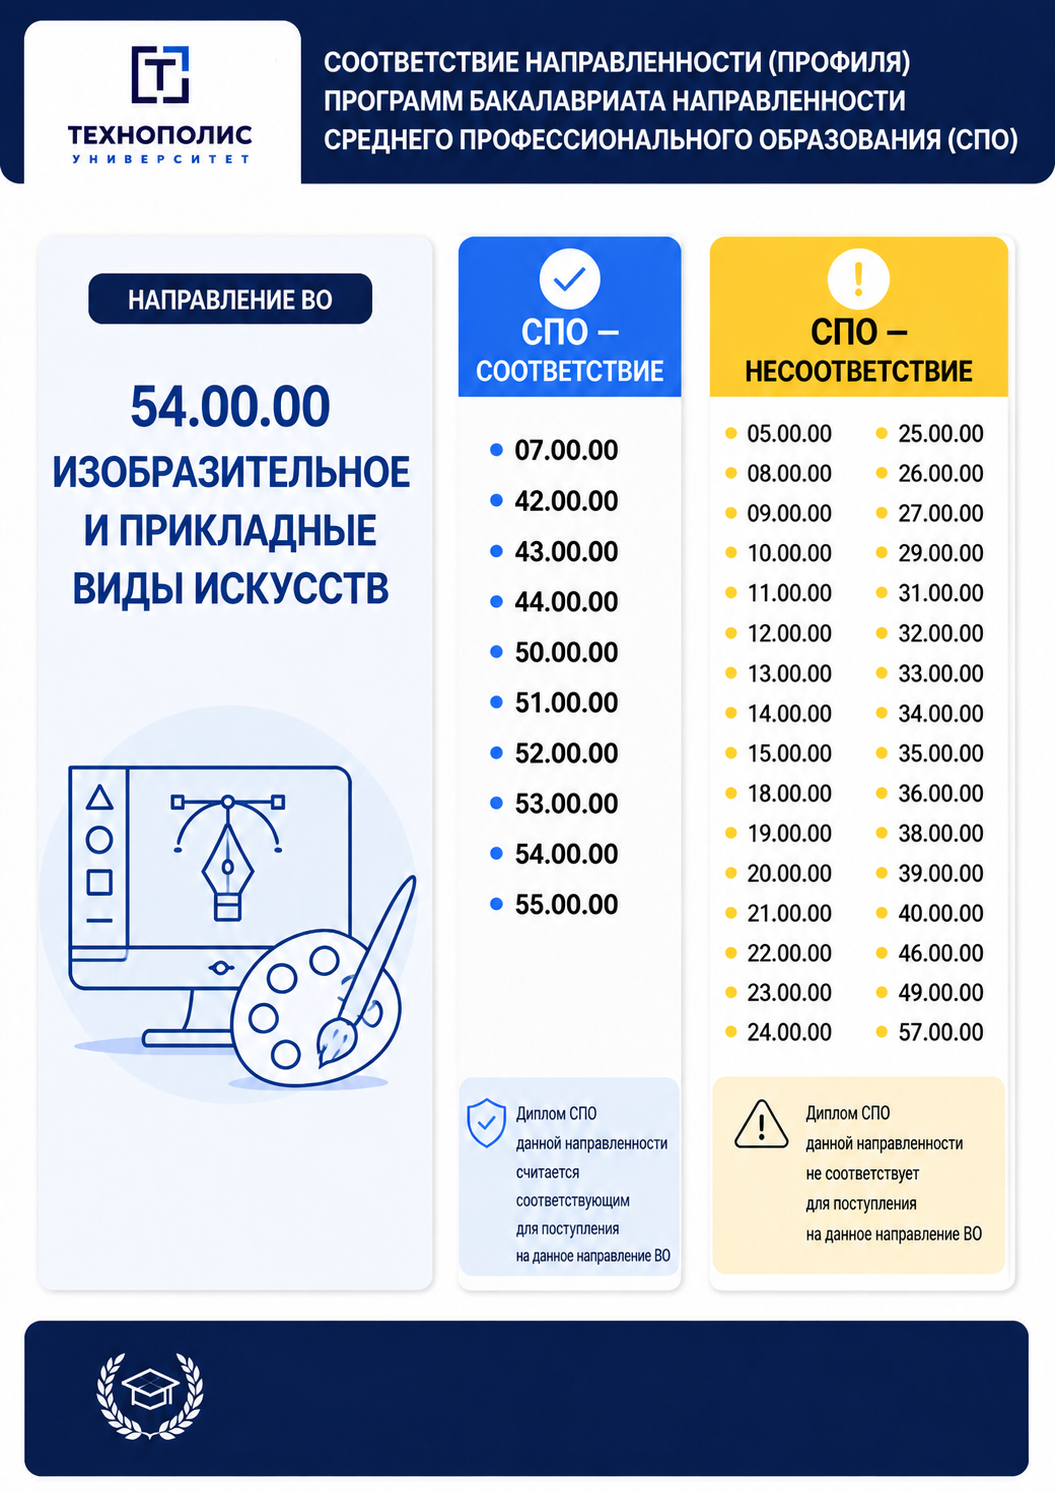 ТЕХНОПОЛИС
УНИВЕРСИТЕТ
СООТВЕТСТВИЕ НАПРАВЛЕННОСТИ (ПРОФИЛЯ)
ПРОГРАММ БАКАЛАВРИАТА НАПРАВЛЕННОСТИ
СРЕДНЕГО ПРОФЕССИОНАЛЬНОГО ОБРАЗОВАНИЯ (СПО)
НАПРАВЛЕНИЕ ВО
54.00.00
ИЗОБРАЗИТЕЛЬНОЕ
И ПРИКЛАДНЫЕ
ВИДЫ ИСКУССТВ
СПО —
СООТВЕТСТВИЕ
07.00.00
42.00.00
43.00.00
44.00.00
50.00.00
51.00.00
52.00.00
53.00.00
54.00.00
55.00.00
Диплом СПО
данной направленности
считается
соответствующим
для поступления
на данное направление ВО
СПО —
НЕСООТВЕТСТВИЕ
05.00.00
08.00.00
09.00.00
10.00.00
11.00.00
12.00.00
13.00.00
14.00.00
15.00.00
18.00.00
19.00.00
20.00.00
21.00.00
22.00.00
23.00.00
24.00.00
25.00.00
26.00.00
27.00.00
29.00.00
31.00.00
32.00.00
33.00.00
34.00.00
35.00.00
36.00.00
38.00.00
39.00.00
40.00.00
46.00.00
49.00.00
57.00.00
Диплом СПО
данной направленности
не соответствует
для поступления
на данное направление ВО